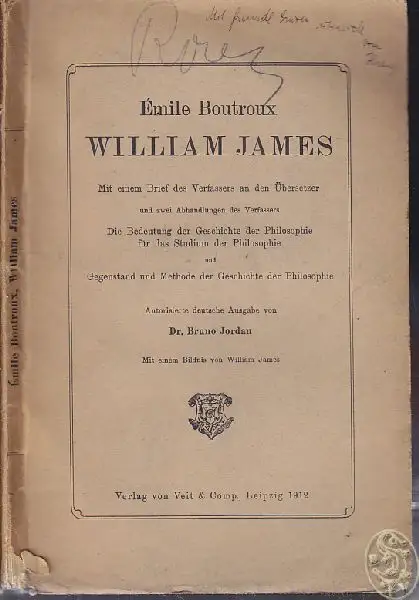 Émile Boutroux
WILLIAM JAMES
Mit einem Brief des Verfassers an den Übersetzer
und zwei Abhandlungen des Verfassers
Die Bedeutung der Geschichte der Philosophie
für das Studium der Philosophie
und
Gegenstand und Methode der Geschichte der Philosophie
Autorisierte deutsche Ausgabe von
Dr. Bruno Jordan
Mit einem Bildnis von William James
Verlag von Veit & Comp. Leipzig 1912
Émile Boutroux, William James